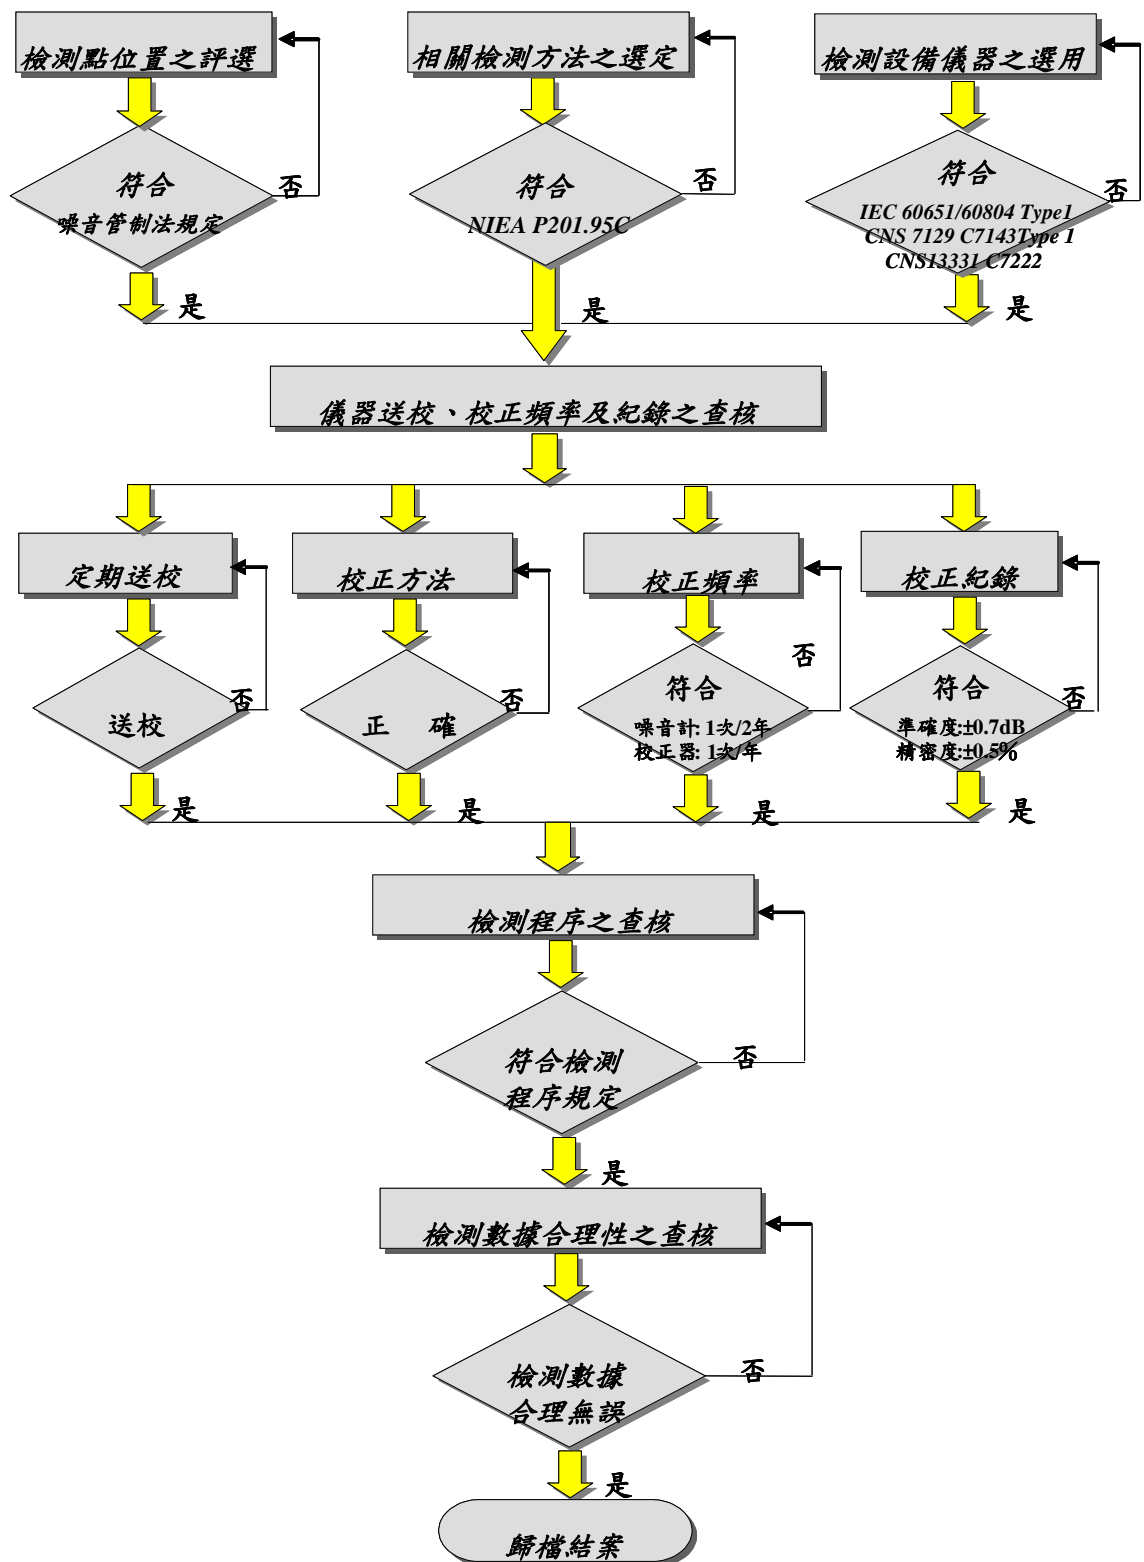 檢測點位置之評選
相關檢測方法之選定
檢測設備儀器之選用
符合
噪音管制法規定
否
符合
NIEA P201.95C
否
符合
IEC 60651/60804 Type1
CNS 7129 C7143Type 1
CNS13331 C7222
否
是
是
是
儀器送校、校正頻率及紀錄之查核
定期送校
校正方法
校正頻率
校正紀錄
送校
否
正 確
否
符合
噪音計: 1次/2年
校正器: 1次/年
否
符合
準確度:±0.7dB
精密度:±0.5%
否
是
是
是
是
檢測程序之查核
符合檢測
程序規定
否
是
檢測數據合理性之查核
檢測數據
合理無誤
否
是
歸檔結案